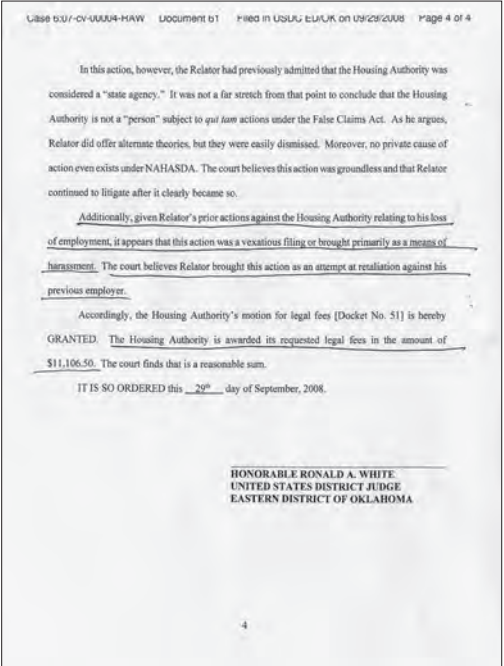 Case 6:07-cv-00004-RAW Document 61 Filed in USDC ED/OK on 09/29/2008 Page 4 of 4
In this action, however, the Relator had previously admitted that the Housing Authority was
considered a “state agency.” It was not a far stretch from that point to conclude that the Housing
Authority is not a “person” subject to qui tam actions under the False Claims Act. As he argues,
Relator did offer alternate theories, but they were easily dismissed. Moreover, no private cause of
action even exists under NAHASDA. The court believes this action was groundless and that Relator
continued to litigate after it clearly became so.
Additionally, given Relator’s prior actions against the Housing Authority relating to his loss
of employment, it appears that this action was a vexatious filing or brought primarily as a means of
harassment. The court believes Relator brought this action as an attempt at retaliation against his
previous employer.
Accordingly, the Housing Authority’s motion for legal fees [Docket No. 51] is hereby
GRANTED. The Housing Authority is awarded its requested legal fees in the amount of
$11,106.50. The court finds that is a reasonable sum.
IT IS SO ORDERED this 29th day of September, 2008.
HONORABLE RONALD A. WHITE
UNITED STATES DISTRICT JUDGE
EASTERN DISTRICT OF OKLAHOMA
4